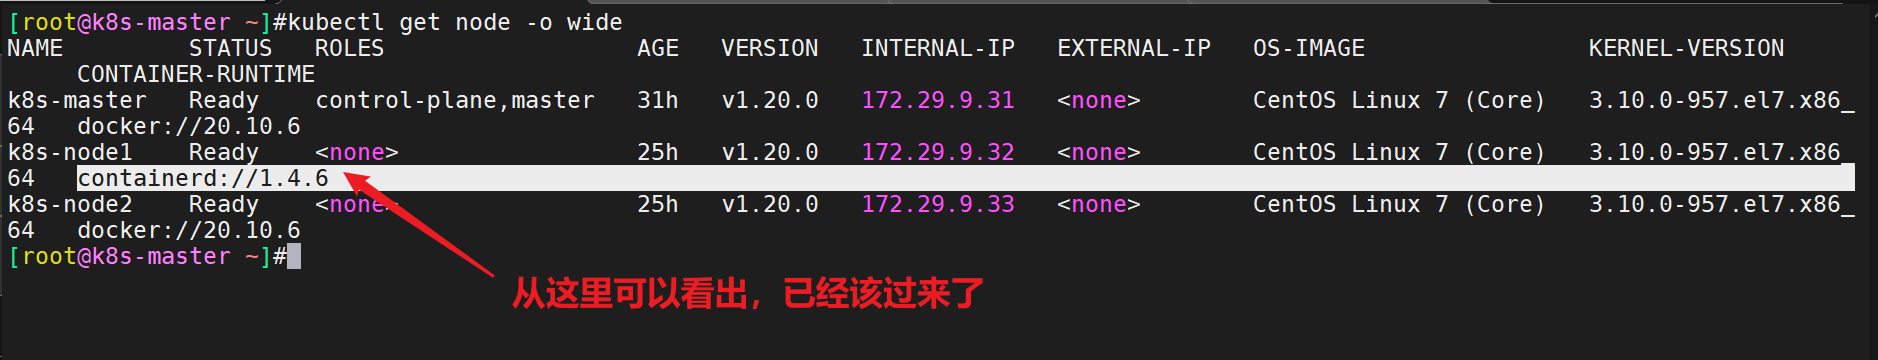 [root@k8s-master ~]#kubectl get node -o wide
NAME         STATUS   ROLES                  AGE   VERSION   INTERNAL-IP   EXTERNAL-IP   OS-IMAGE                KERNEL-VERSION
     CONTAINER-RUNTIME
k8s-master   Ready    control-plane,master   31h   v1.20.0   172.29.9.31   <none>        CentOS Linux 7 (Core)   3.10.0-957.el7.x86_
64   docker://20.10.6
k8s-node1    Ready    <none>                 25h   v1.20.0   172.29.9.32   <none>        CentOS Linux 7 (Core)   3.10.0-957.el7.x86_
64   containerd://1.4.6
k8s-node2    Ready    <none>                 25h   v1.20.0   172.29.9.33   <none>        CentOS Linux 7 (Core)   3.10.0-957.el7.x86_
64   docker://20.10.6
[root@k8s-master ~]#
从这里可以看出，已经该过来了